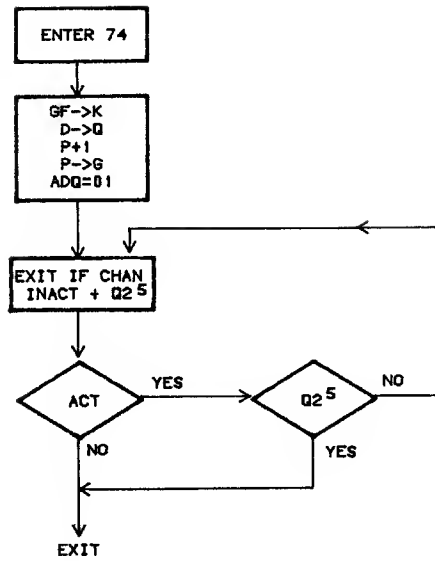 ENTER 74
GF->K
D->Q
P+1
P->G
ADQ=01
EXIT IF CHAN
INACT + Q2⁵
ACT
YES
Q2⁵
NO
NO
YES
EXIT